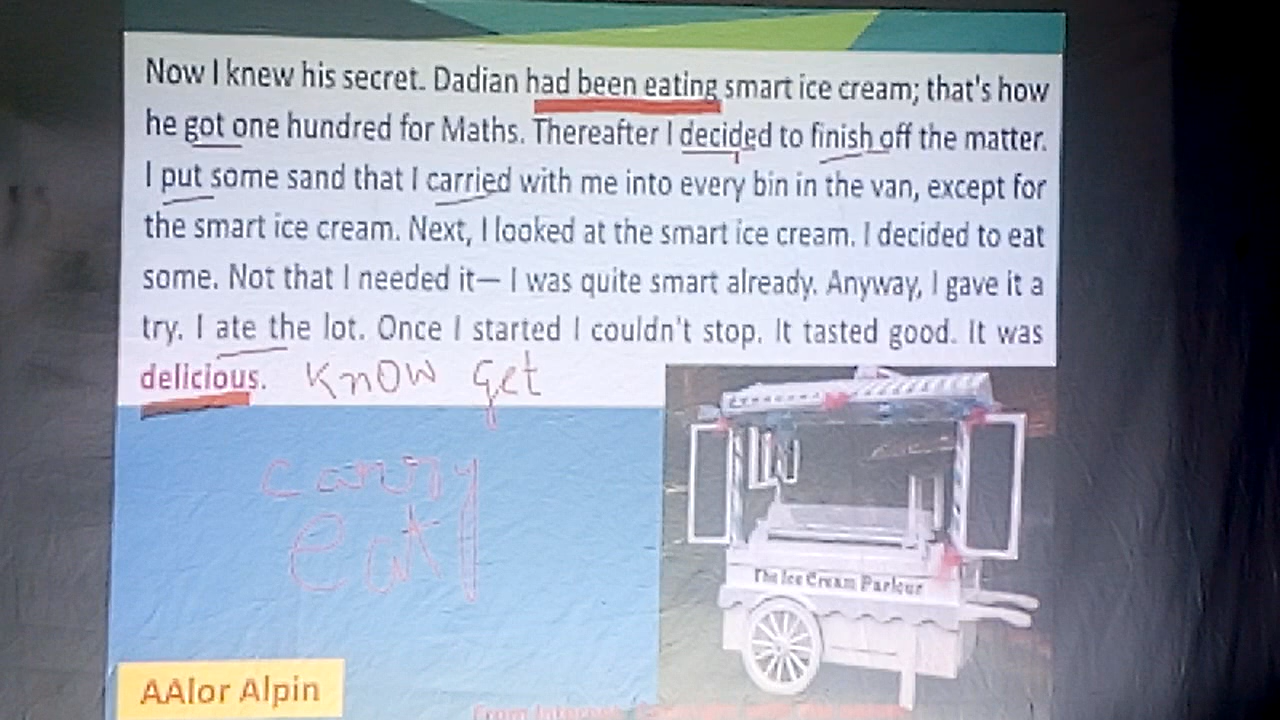 Now I knew his secret. Dadian had been eating smart ice cream; that's how
he got one hundred for Maths. Thereafter I decided to finish off the matter.
I put some sand that I carried with me into every bin in the van, except for
the smart ice cream. Next, I looked at the smart ice cream. I decided to eat
some. Not that I needed it— I was quite smart already. Anyway, I gave it a
try. I ate the lot. Once I started I couldn't stop. It tasted good. It was
delicious. Know Get
carry
eat
The Ice Cream Parlour
AAlor Alpin
From Internet